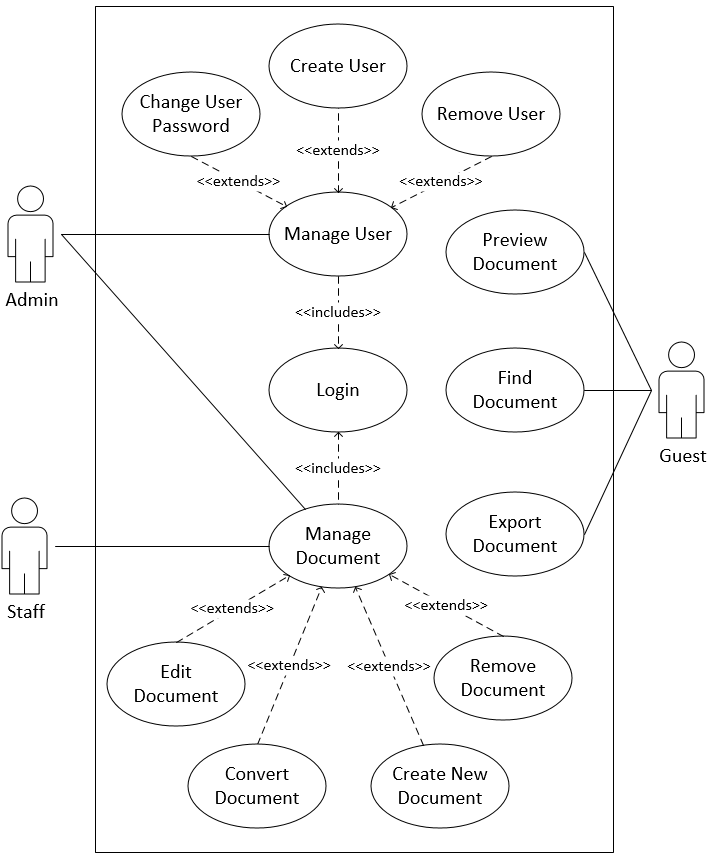 Create User
Change User
Password
Remove User
<<extends>>
<<extends>>
<<extends>>
Admin
Manage User
Preview
Document
<<includes>>
Login
Find
Document
Guest
<<includes>>
Staff
Manage
Document
Export
Document
<<extends>>
<<extends>>
<<extends>>
<<extends>>
Edit
Document
Remove
Document
Convert
Document
Create New
Document